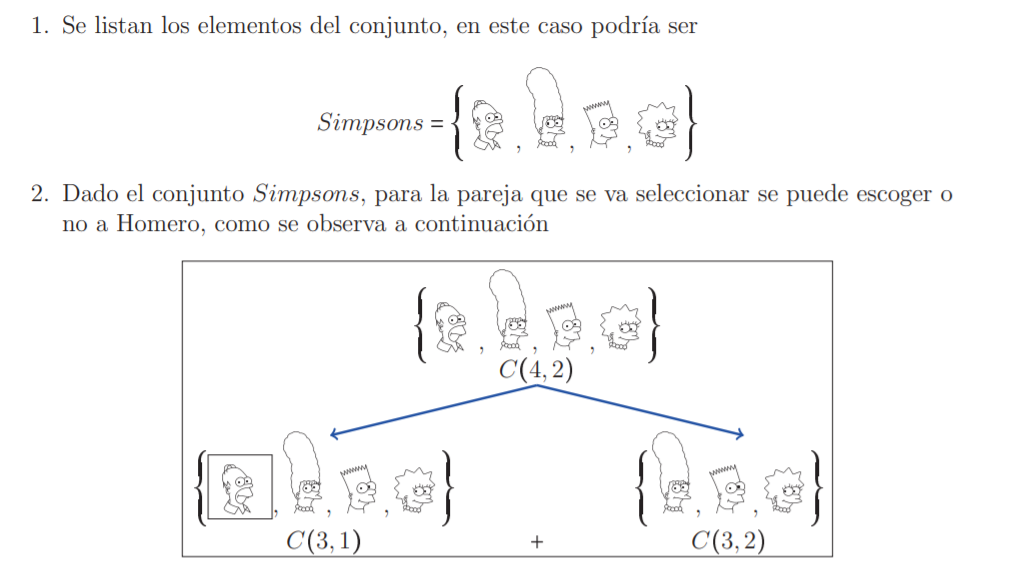 1. Se listan los elementos del conjunto, en este caso podría ser
Simpsons = { , , , }
2. Dado el conjunto Simpsons, para la pareja que se va seleccionar se puede escoger o
no a Homero, como se observa a continuación
{ , , , }
C(4, 2)
{ , , , } { , , }
C(3, 1) + C(3, 2)